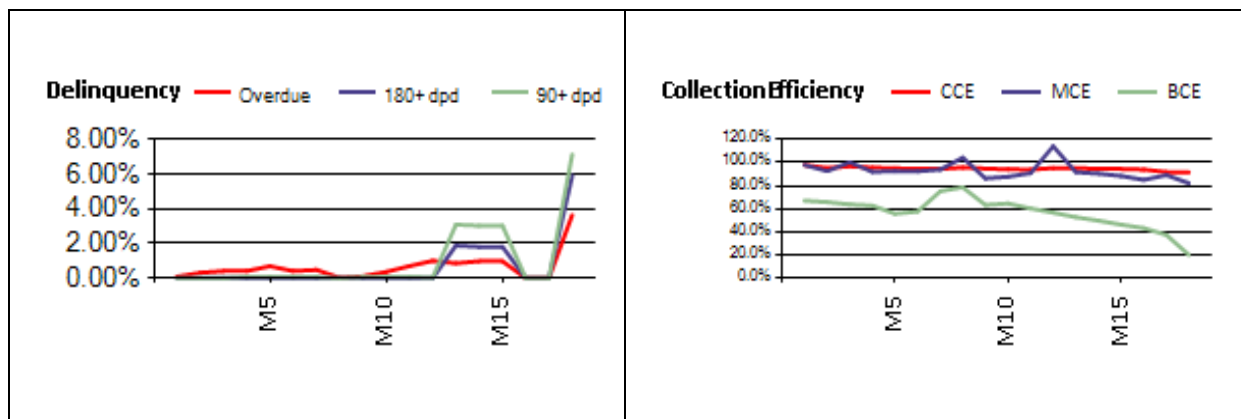 Delinquency Overdue 180+ dpd 90+ dpd
8.00%
6.00%
4.00%
2.00%
0.00%
M5
M10
M15
Collection Efficiency CCE MCE BCE
120.0%
100.0%
80.0%
60.0%
40.0%
20.0%
0.0%
M5
M10
M15